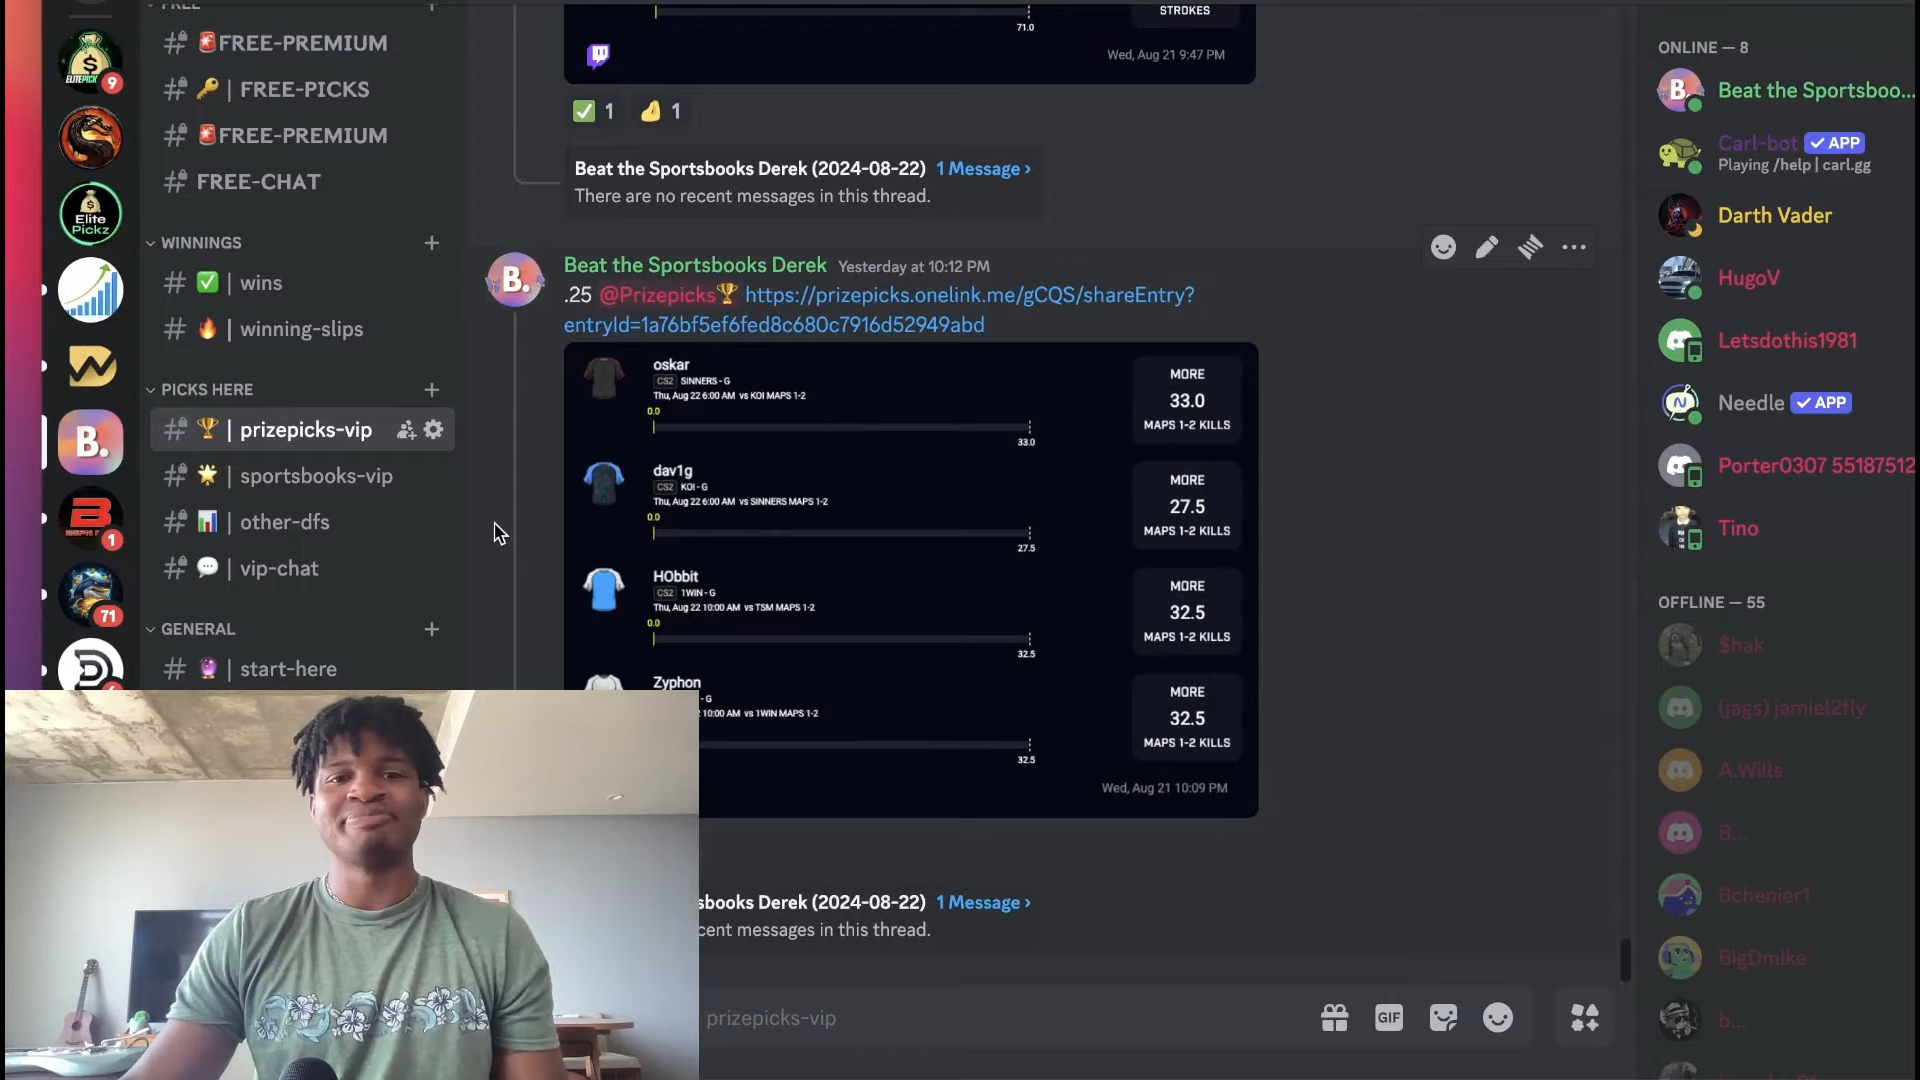 FREE
ELITEPICK
9
Elite
Pickz
B.
1
71
FREE-PREMIUM
| FREE-PICKS
FREE-PREMIUM
FREE-CHAT
WINNINGS
| wins
| winning-slips
PICKS HERE
| prizepicks-vip
| sportsbooks-vip
| other-dfs
| vip-chat
GENERAL
| start-here
71.0
STROKES
Wed, Aug 21 9:47 PM
1 1
Beat the Sportsbooks Derek (2024-08-22) 1 Message ›
There are no recent messages in this thread.
B.
Beat the Sportsbooks Derek Yesterday at 10:12 PM
.25 @Prizepicks🏆 https://prizepicks.onelink.me/gCQS/shareEntry?
entryId=1a76bf5ef6fed8c680c7916d52949abd
oskar
CS2 SINNERS - G
Thu, Aug 22 6:00 AM vs KOI MAPS 1-2
0.0
33.0
MORE
33.0
MAPS 1-2 KILLS
dav1g
CS2 KOI - G
Thu, Aug 22 6:00 AM vs SINNERS MAPS 1-2
0.0
27.5
MORE
27.5
MAPS 1-2 KILLS
HObbit
CS2 1WIN - G
Thu, Aug 22 10:00 AM vs TSM MAPS 1-2
0.0
32.5
MORE
32.5
MAPS 1-2 KILLS
Zyphon
- G
10:00 AM vs 1WIN MAPS 1-2
32.5
MORE
32.5
MAPS 1-2 KILLS
Wed, Aug 21 10:09 PM
sbooks Derek (2024-08-22) 1 Message ›
cent messages in this thread.
prizepicks-vip
GIF
ONLINE — 8
B.
Beat the Sportsboo...
Carl-bot ✓ APP
Playing /help | carl.gg
Darth Vader
HugoV
Letsdothis1981
Needle ✓ APP
Porter0307 55187512
Tino
OFFLINE — 55
$hak
(jags) jamiel2fly
A.Wills
B...
Bchenier1
BigDmike
b...